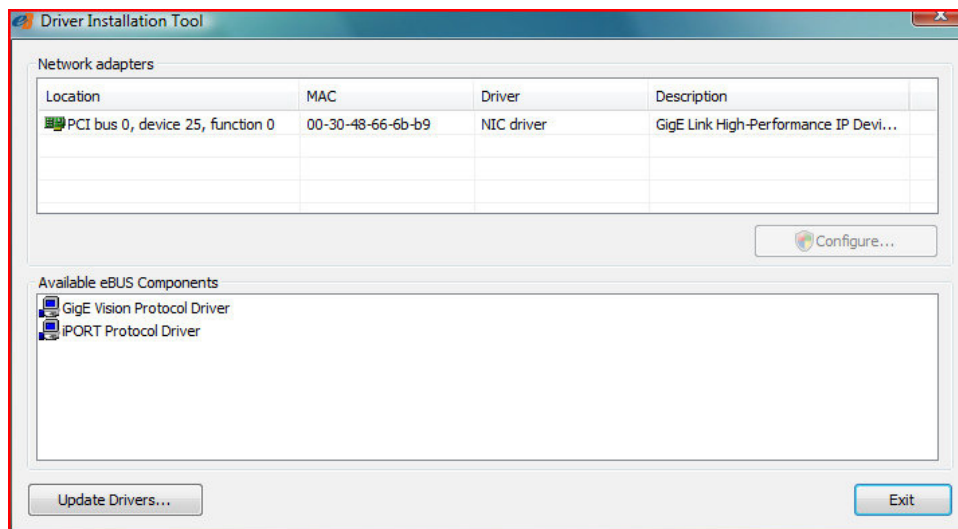 Driver Installation Tool
Network adapters
Location MAC Driver Description
PCI bus 0, device 25, function 0 00-30-48-66-6b-b9 NIC driver GigE Link High-Performance IP Devi...
Configure...
Available eBUS Components
GigE Vision Protocol Driver
iPORT Protocol Driver
Update Drivers... Exit